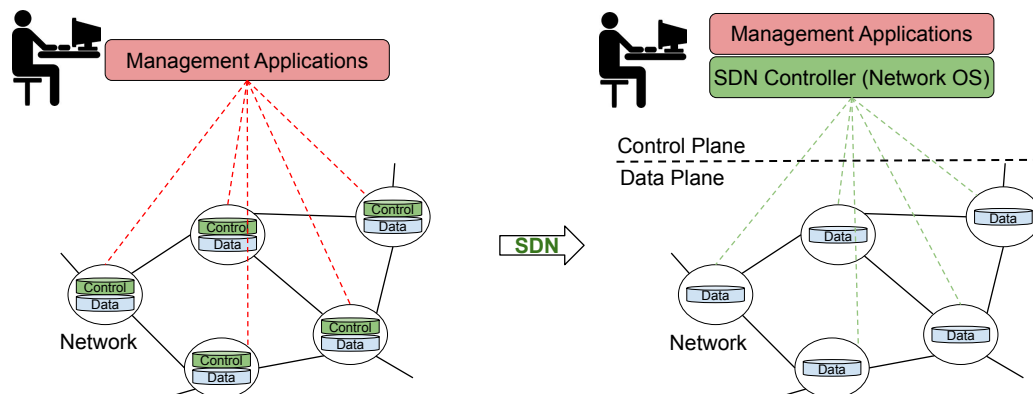 Management Applications
Control
Data
Control
Data
Control
Data
Control
Data
Network
Control
Data
SDN
Management Applications
SDN Controller (Network OS)
Control Plane
Data Plane
Data
Data
Data
Data
Network
Data